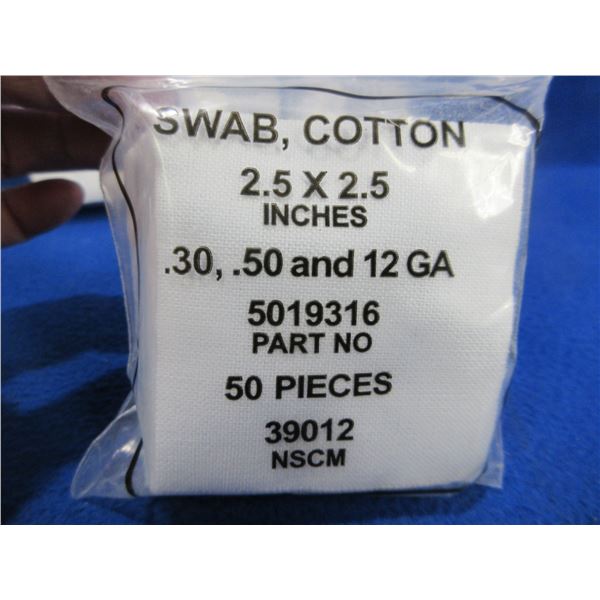 SWAB, COTTON
2.5 X 2.5
INCHES
.30, .50 and 12 GA
5019316
PART NO
50 PIECES
39012
NSCM